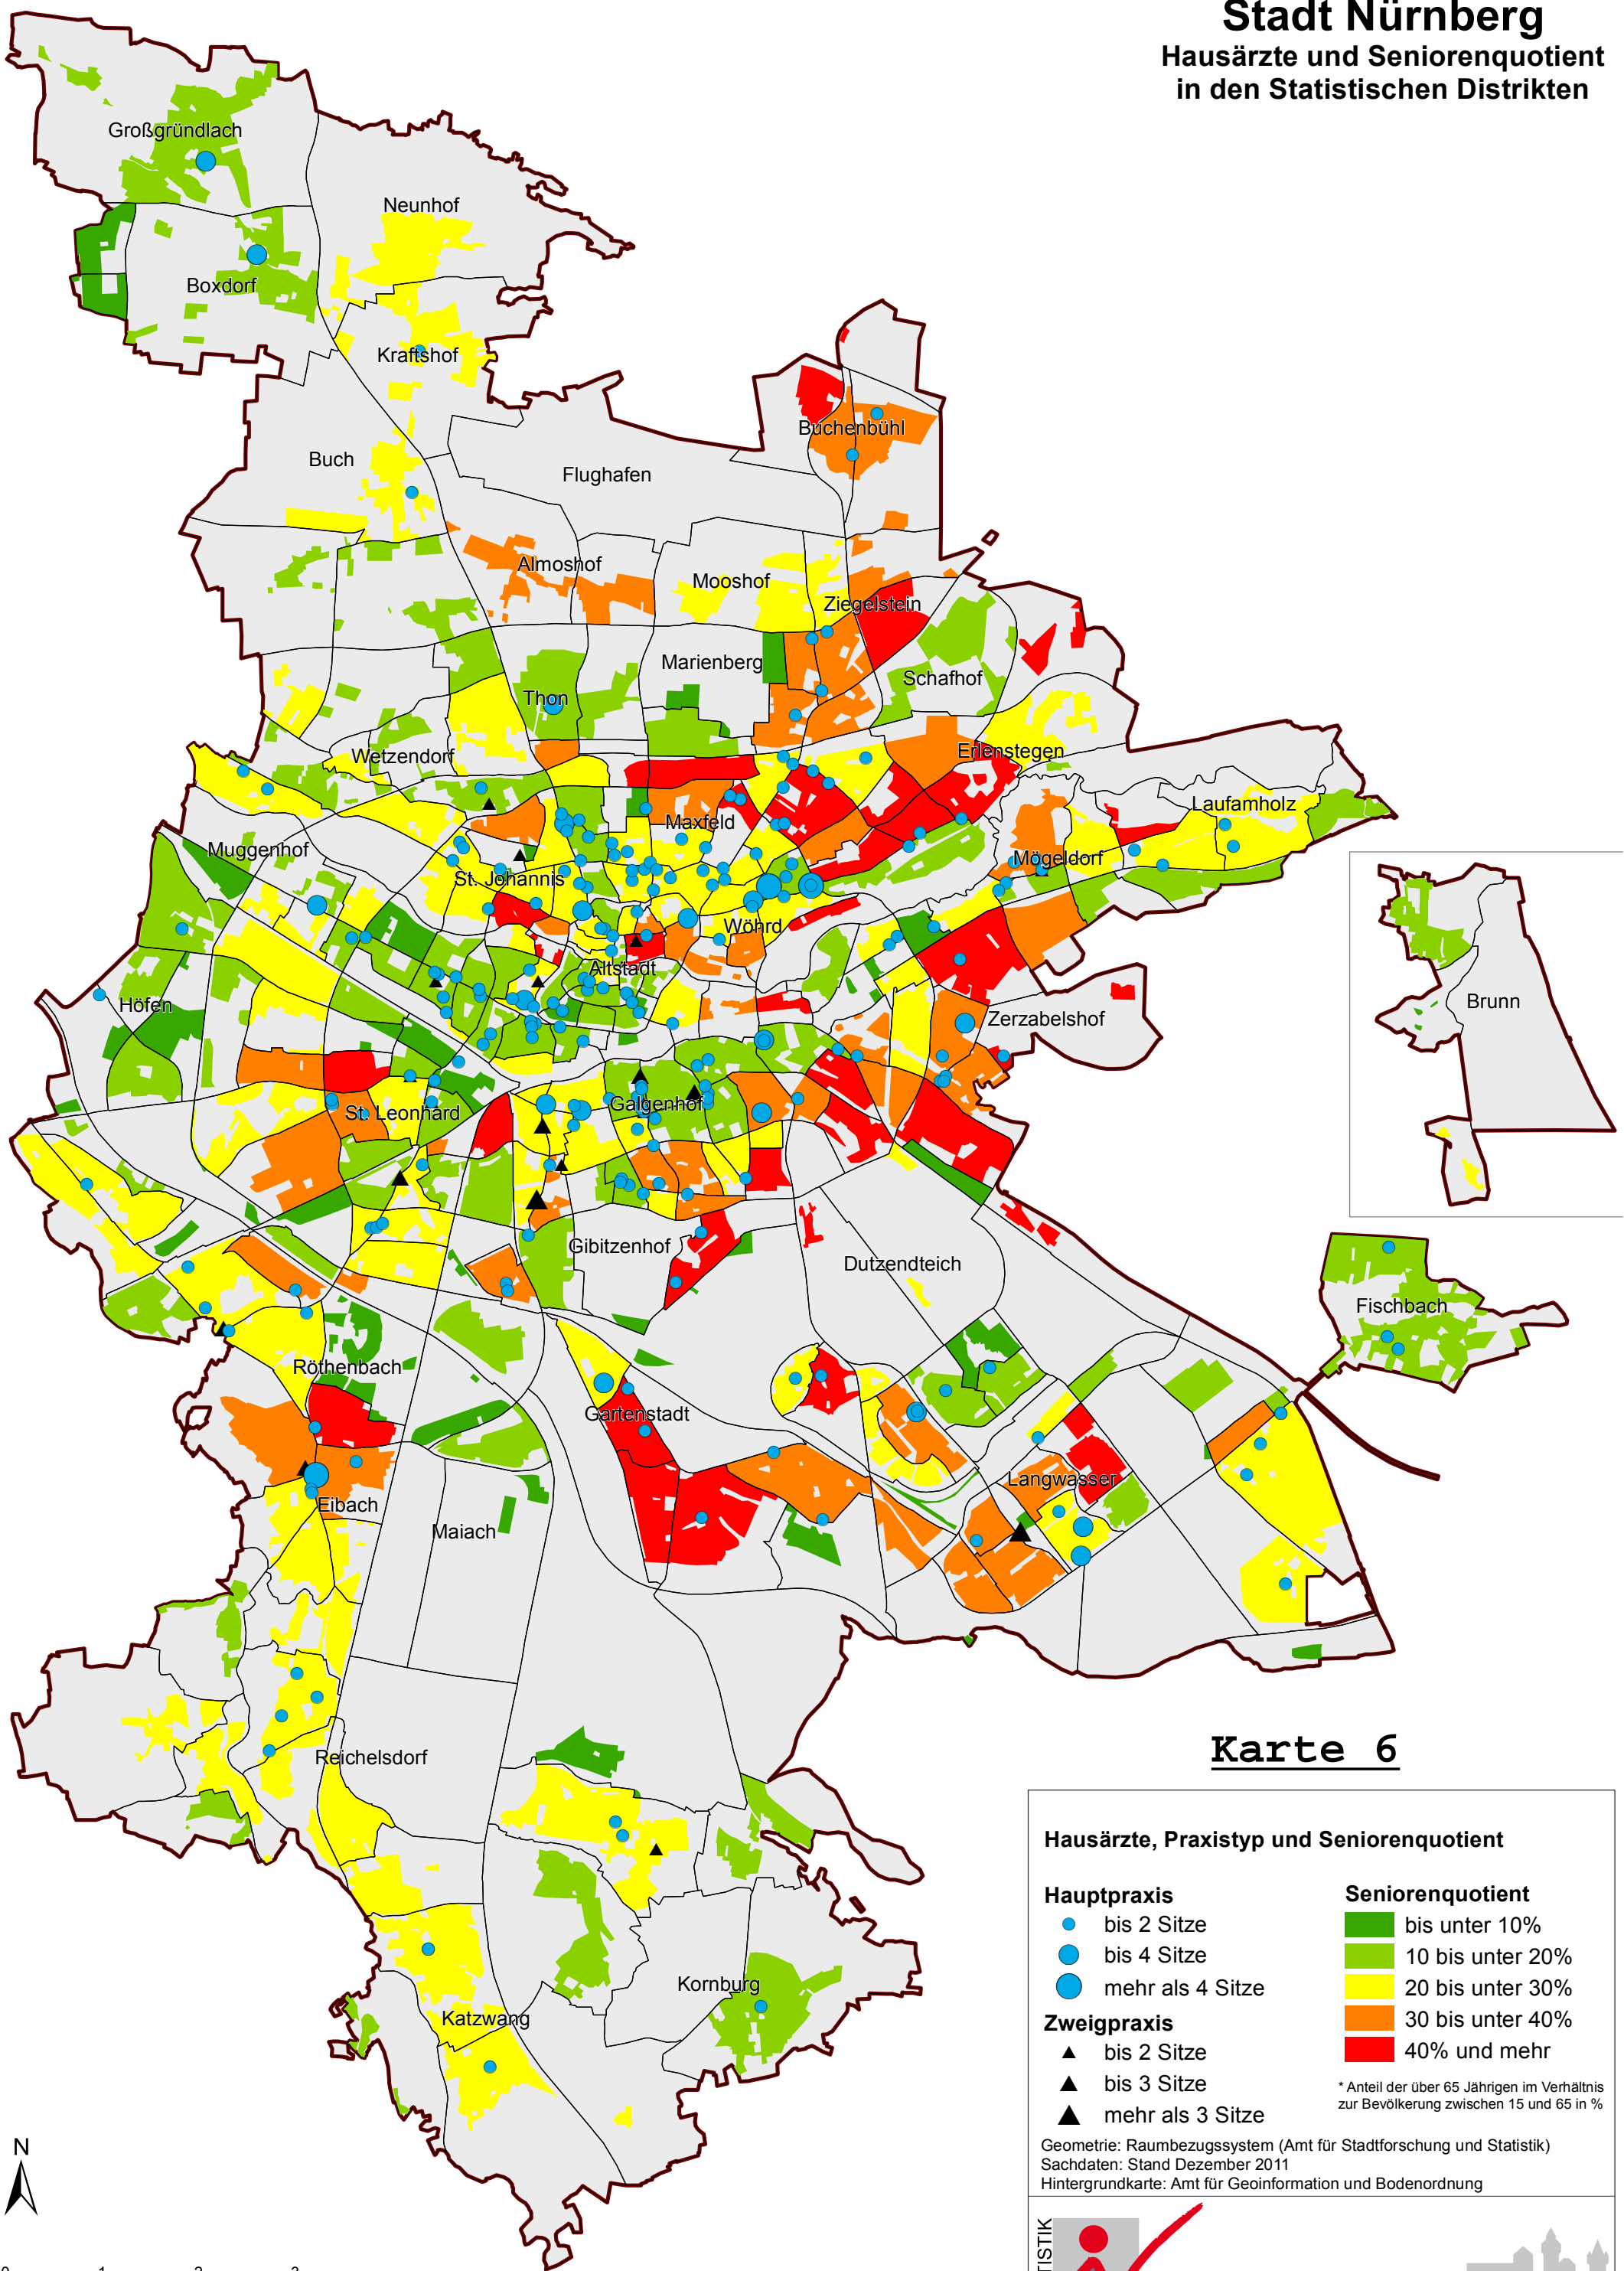 Stadt Nürnberg
Hausärzte und Seniorenquotient
in den Statistischen Distrikten
Großgründlach
Neunhof
Boxdorf
Kraftshof
Buchenbühl
Buch
Flughafen
Almoshof
Mooshof
Ziegelstein
Marienberg
Schafhof
Thon
Wetzendorf
Erlenstegen
Laufamholz
Maxfeld
Muggenhof
Mögeldorf
St. Johannis
Wöhrd
Altstadt
Höfen
Brunn
Zerzabelshof
St. Leonhard
Galgenhof
Gibitzenhof
Dutzendteich
Fischbach
Röthenbach
Gartenstadt
Langwasser
Eibach
Maiach
Reichelsdorf
Kornburg
Katzwang
Karte 6
Hausärzte, Praxistyp und Seniorenquotient
Hauptpraxis
bis 2 Sitze
bis 4 Sitze
mehr als 4 Sitze
Zweigpraxis
bis 2 Sitze
bis 3 Sitze
mehr als 3 Sitze
Seniorenquotient
bis unter 10%
10 bis unter 20%
20 bis unter 30%
30 bis unter 40%
40% und mehr
* Anteil der über 65 Jährigen im Verhältnis
zur Bevölkerung zwischen 15 und 65 in %
Geometrie: Raumbezugssystem (Amt für Stadtforschung und Statistik)
Sachdaten: Stand Dezember 2011
Hintergrundkarte: Amt für Geoinformation und Bodenordnung
N